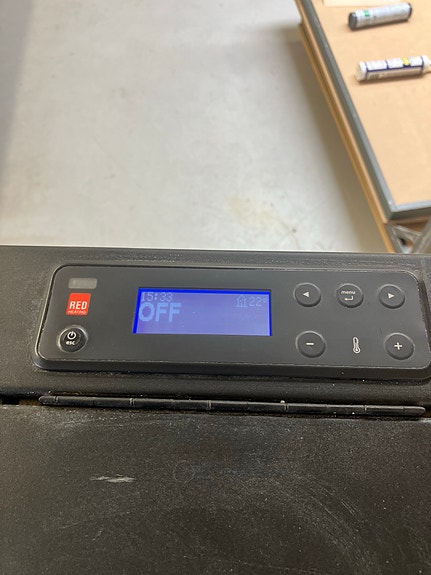 15:33
22°
OFF
RED
HEATING
menu
esc
− +